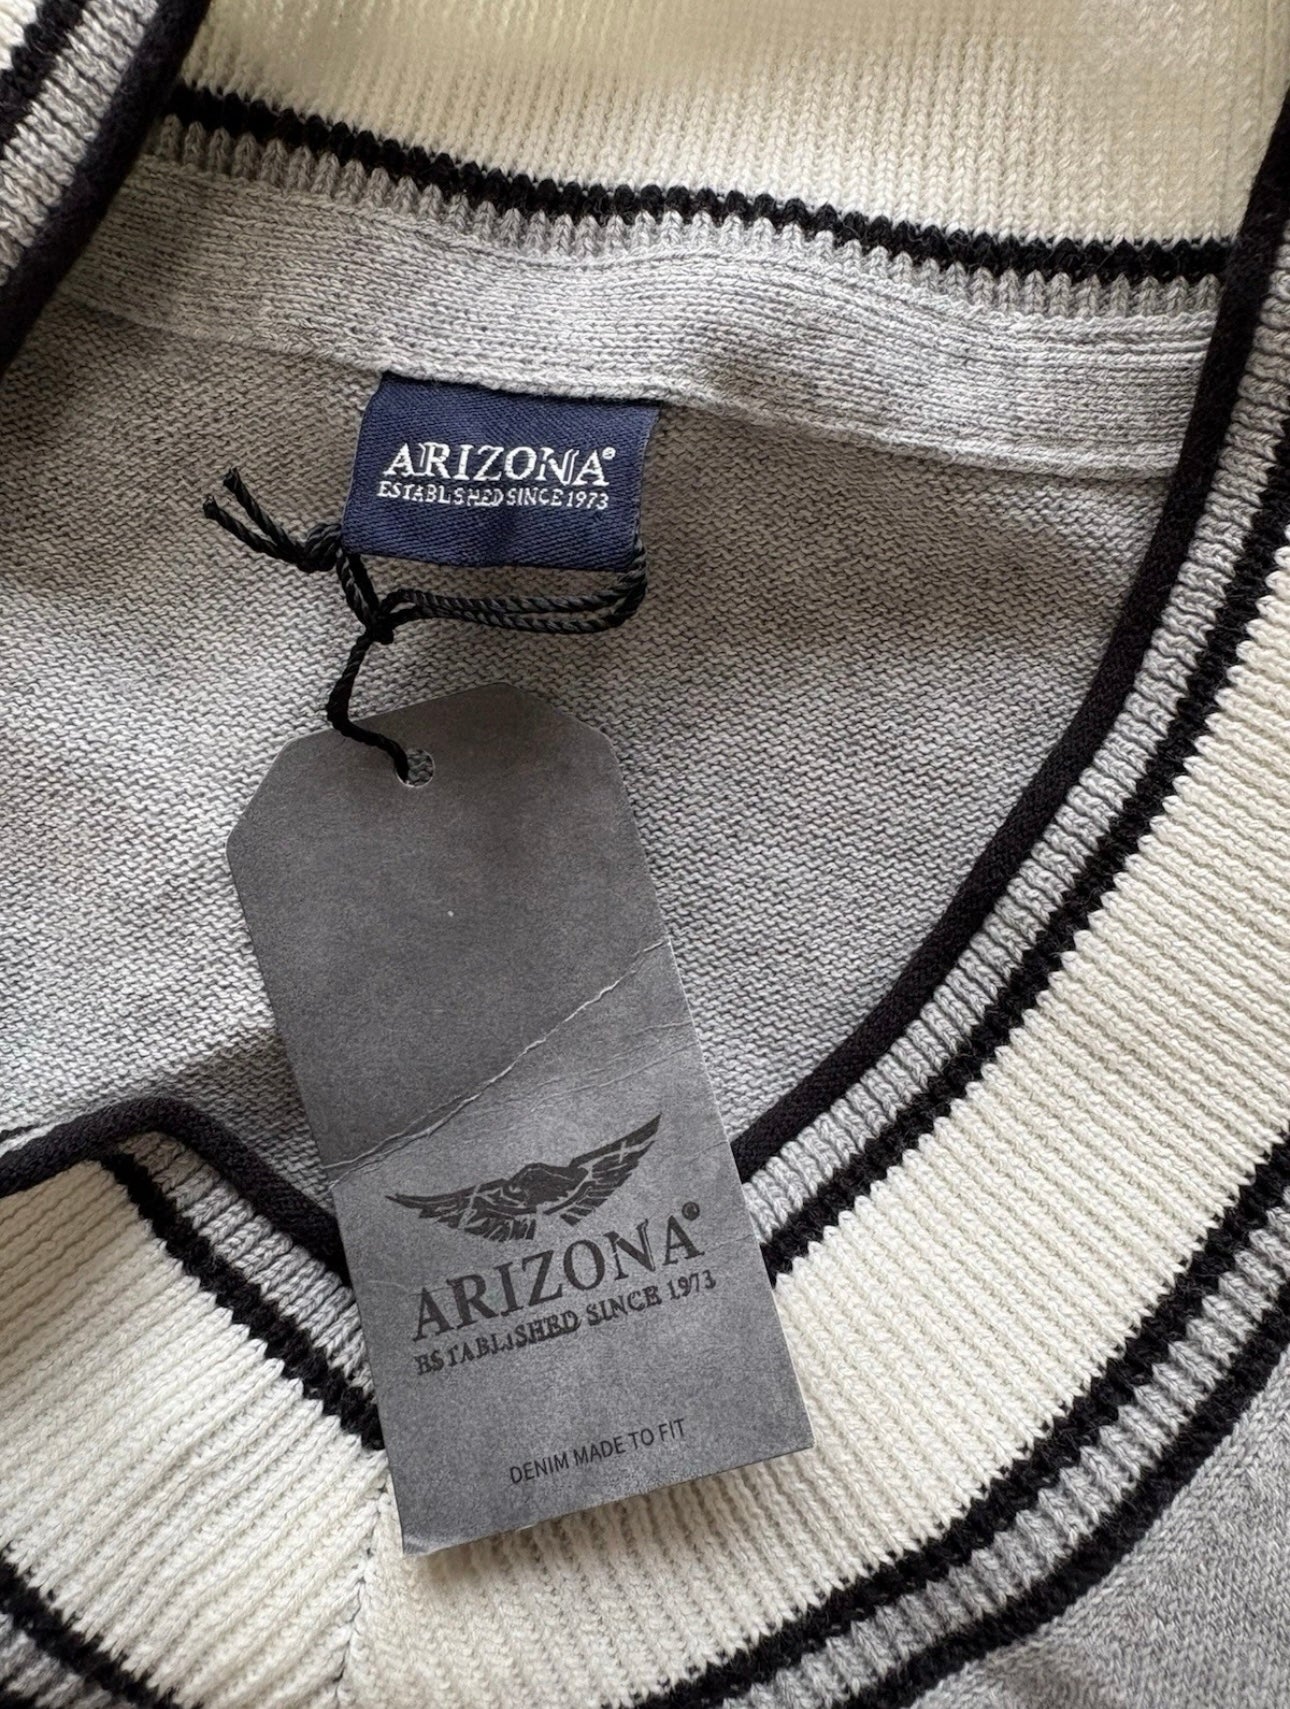 ARIZONA®
ESTABLISHED SINCE 1973
ARIZONA®
ESTABLISHED SINCE 1973
DENIM MADE TO FIT